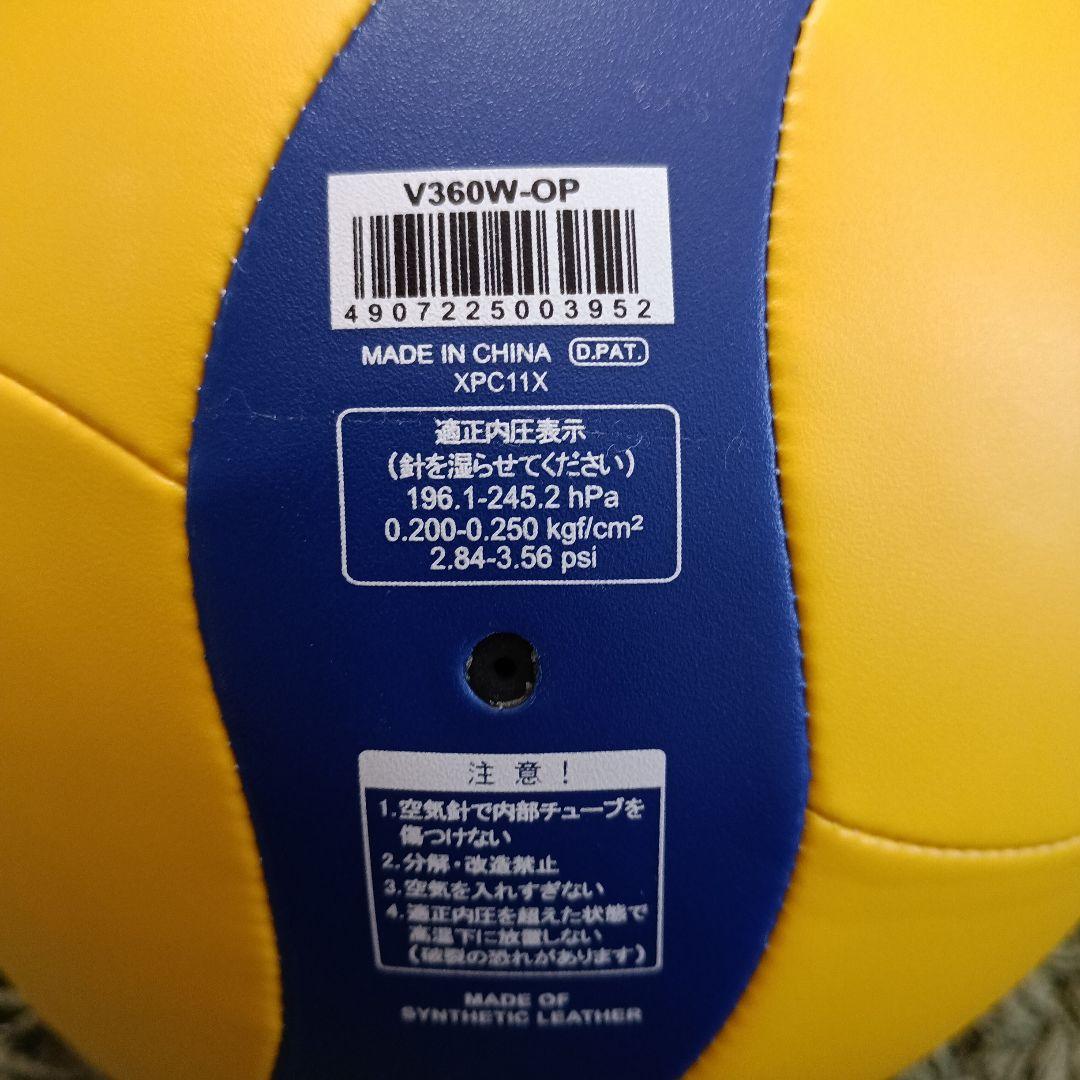 V360W-OP
4907225003952
MADE IN CHINA D.PAT.
XPC11X
適正内圧表示
(針を湿らせてください)
196.1-245.2 hPa
0.200-0.250 kgf/cm²
2.84-3.56 psi
注意!
1.空気針で内部チューブを
傷つけない
2.分解・改造禁止
3.空気を入れすぎない
4.適正内圧を超えた状態で
高温下に放置しない
(破裂の恐れがあります)
MADE OF
SYNTHETIC LEATHER